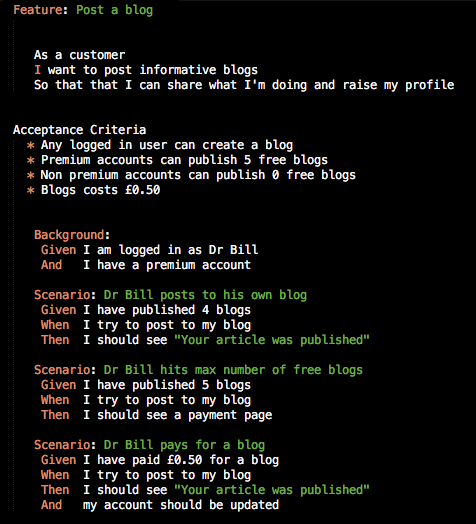 Feature: Post a blog
As a customer
I want to post informative blogs
So that that I can share what I'm doing and raise my profile
Acceptance Criteria
* Any logged in user can create a blog
* Premium accounts can publish 5 free blogs
* Non premium accounts can publish 0 free blogs
* Blogs costs £0.50
Background:
Given I am logged in as Dr Bill
And I have a premium account
Scenario: Dr Bill posts to his own blog
Given I have published 4 blogs
When I try to post to my blog
Then I should see "Your article was published"
Scenario: Dr Bill hits max number of free blogs
Given I have published 5 blogs
When I try to post to my blog
Then I should see a payment page
Scenario: Dr Bill pays for a blog
Given I have paid £0.50 for a blog
When I try to post to my blog
Then I should see "Your article was published"
And my account should be updated